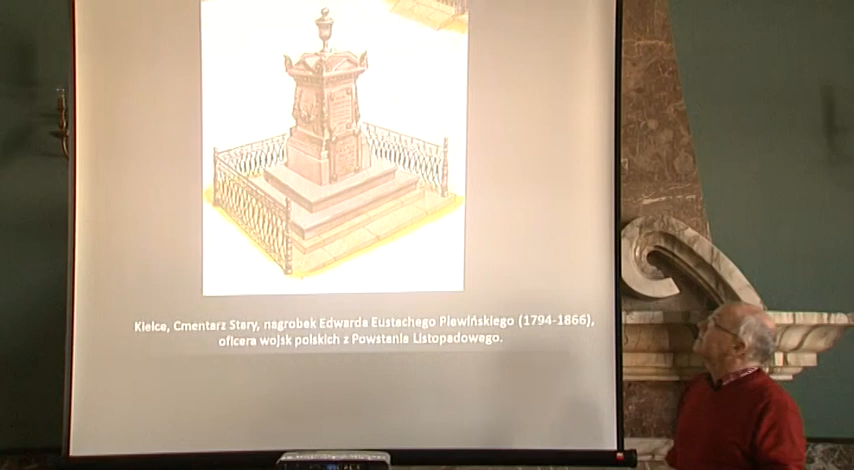 Kielce, Cmentarz Stary, nagrobek Edwarda Eustachego Plewińskiego (1794-1866),
oficera wojsk polskich z Powstania Listopadowego.